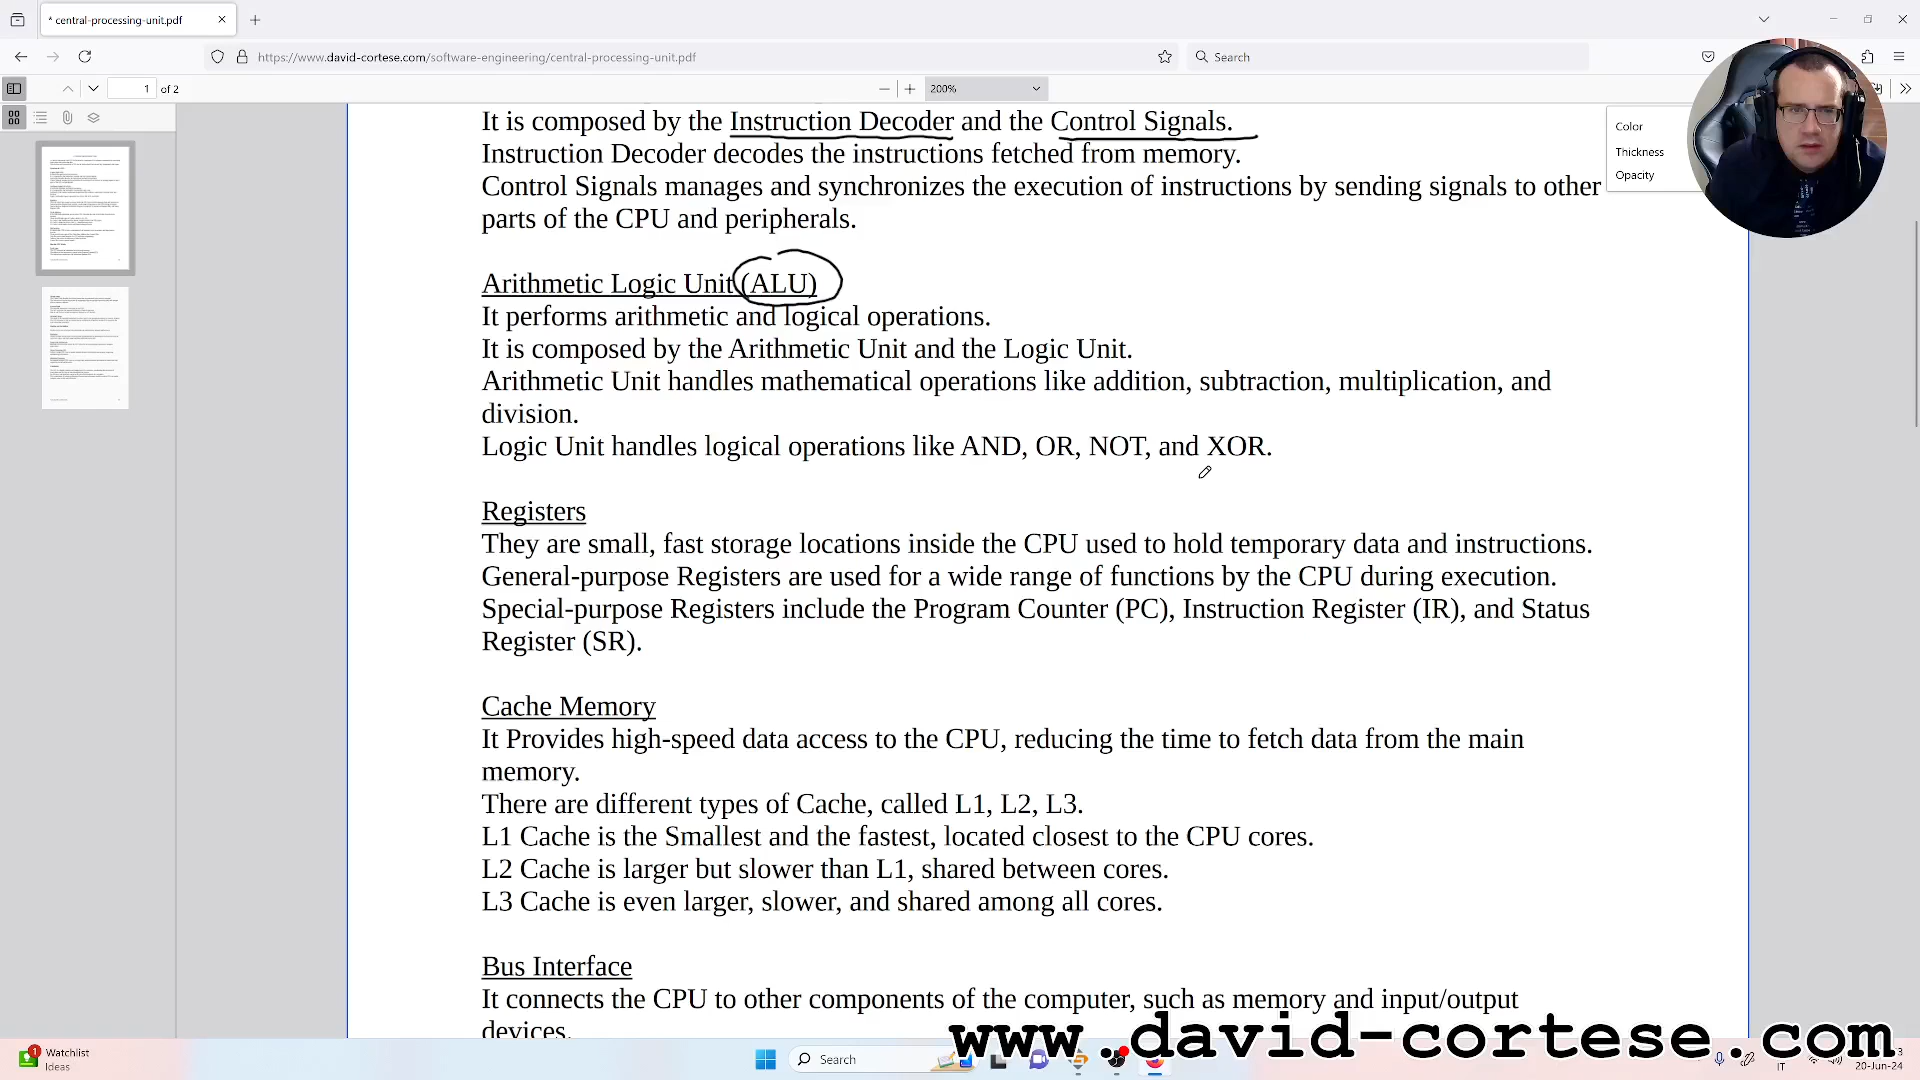 * central-processing-unit.pdf
https://www.david-cortese.com/software-engineering/central-processing-unit.pdf
Search
1 of 2
200%
Color
Thickness
Opacity
It is composed by the Instruction Decoder and the Control Signals.
Instruction Decoder decodes the instructions fetched from memory.
Control Signals manages and synchronizes the execution of instructions by sending signals to other
parts of the CPU and peripherals.
Arithmetic Logic Unit (ALU)
It performs arithmetic and logical operations.
It is composed by the Arithmetic Unit and the Logic Unit.
Arithmetic Unit handles mathematical operations like addition, subtraction, multiplication, and
division.
Logic Unit handles logical operations like AND, OR, NOT, and XOR.
Registers
They are small, fast storage locations inside the CPU used to hold temporary data and instructions.
General-purpose Registers are used for a wide range of functions by the CPU during execution.
Special-purpose Registers include the Program Counter (PC), Instruction Register (IR), and Status
Register (SR).
Cache Memory
It Provides high-speed data access to the CPU, reducing the time to fetch data from the main
memory.
There are different types of Cache, called L1, L2, L3.
L1 Cache is the Smallest and the fastest, located closest to the CPU cores.
L2 Cache is larger but slower than L1, shared between cores.
L3 Cache is even larger, slower, and shared among all cores.
Bus Interface
It connects the CPU to other components of the computer, such as memory and input/output
devices.
www.david-cortese.com
1
Watchlist
Ideas
Search
IT
20-Jun-24